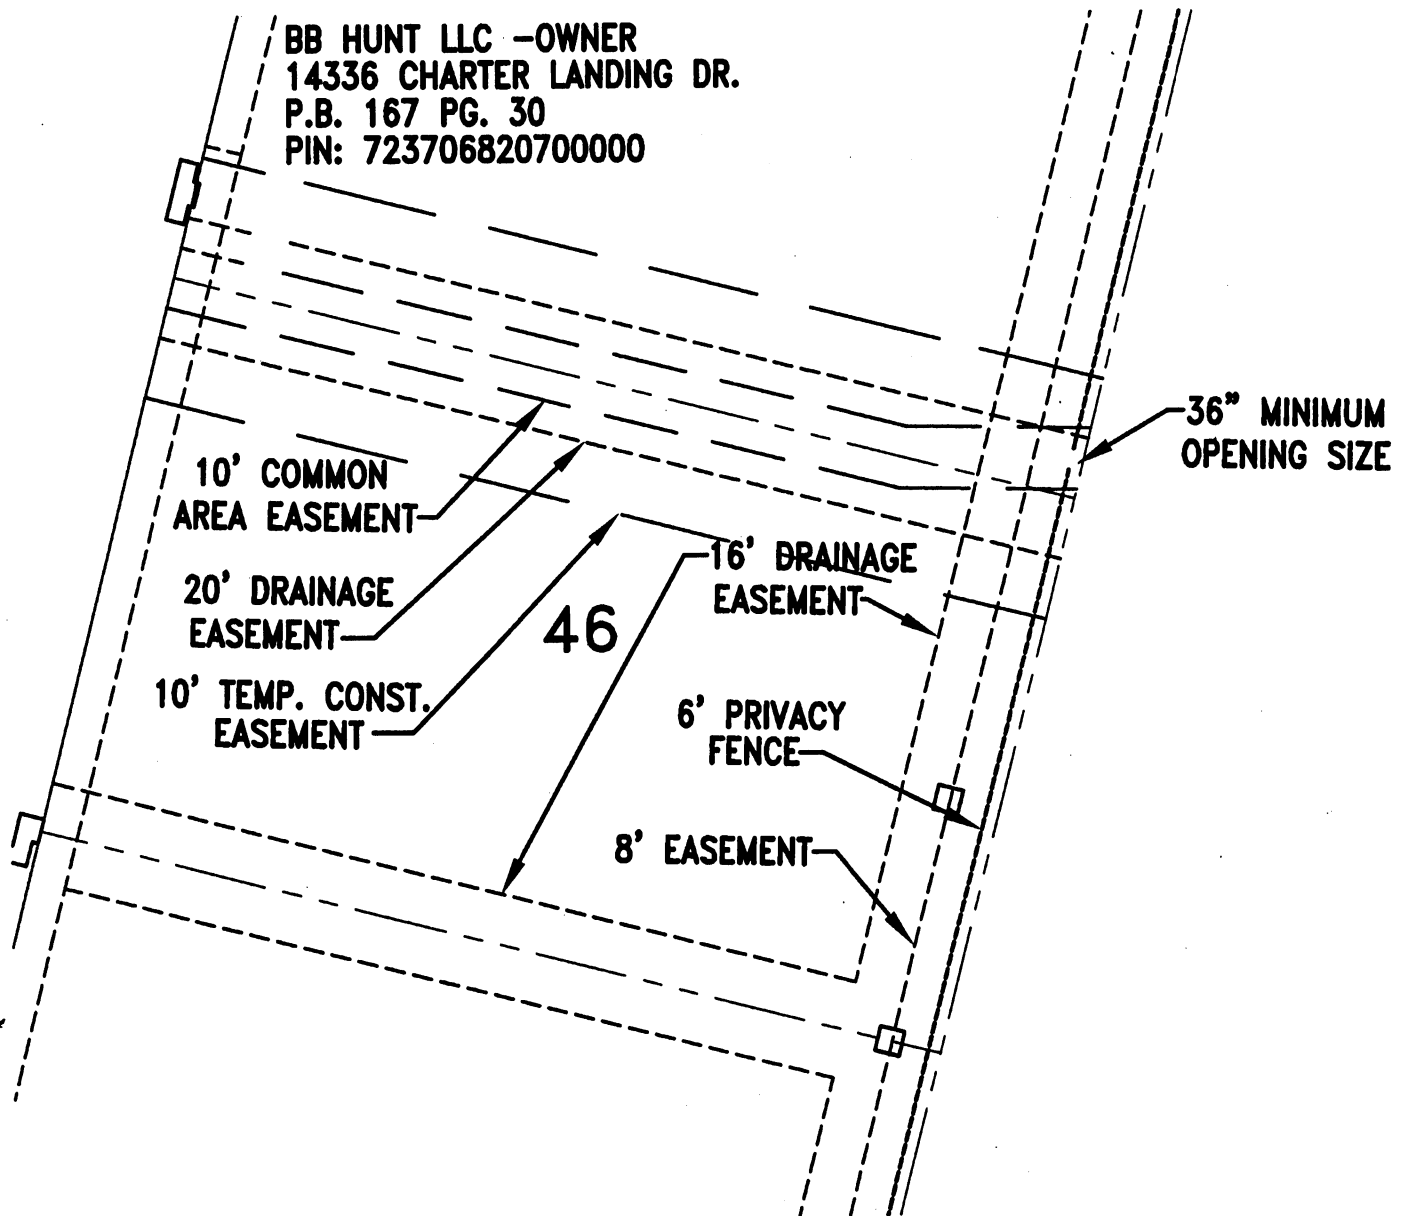 BB HUNT LLC -OWNER
14336 CHARTER LANDING DR.
P.B. 167 PG. 30
PIN: 723706820700000
36" MINIMUM
OPENING SIZE
10' COMMON
AREA EASEMENT
20' DRAINAGE
EASEMENT
46
16' DRAINAGE
EASEMENT
10' TEMP. CONST.
EASEMENT
6' PRIVACY
FENCE
8' EASEMENT